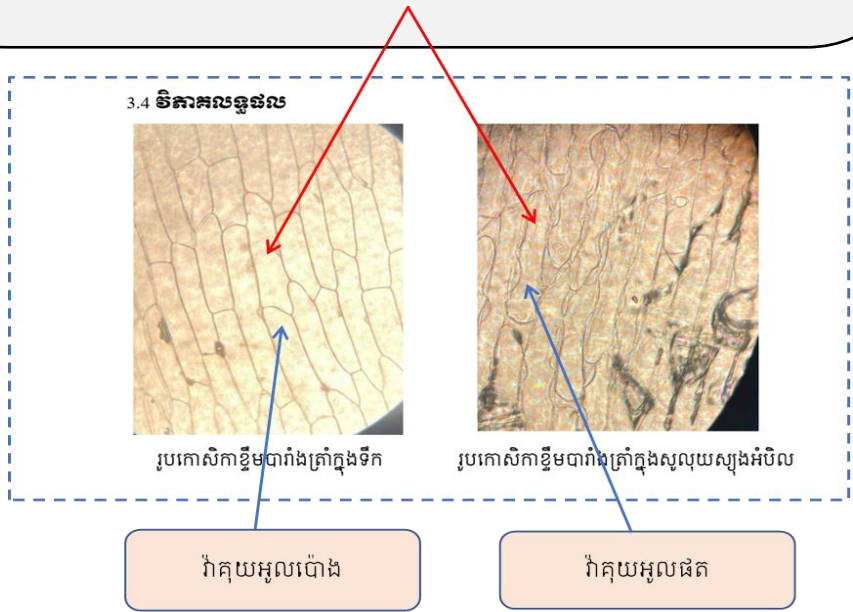 3.4 វិភាគលទ្ធផល
រូបកោសិកាខ្ទឹមបារាំងត្រាំក្នុងទឹក
រូបកោសិកាខ្ទឹមបារាំងត្រាំក្នុងសូលុយស្យុងអំបិល
វ៉ាគុយអូលប៉ោង
វ៉ាគុយអូលផត